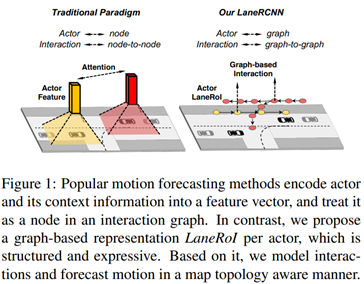 Traditional Paradigm
Our LaneRCNN
Actor node
Interaction node-to-node
Actor graph
Interaction graph-to-graph
Attention
Graph-based
Interaction
Actor
Feature
Actor
LaneRoI
Figure 1: Popular motion forecasting methods encode actor
and its context information into a feature vector, and treat it
as a node in an interaction graph. In contrast, we propose
a graph-based representation LaneRoI per actor, which is
structured and expressive. Based on it, we model interac-
tions and forecast motion in a map topology aware manner.